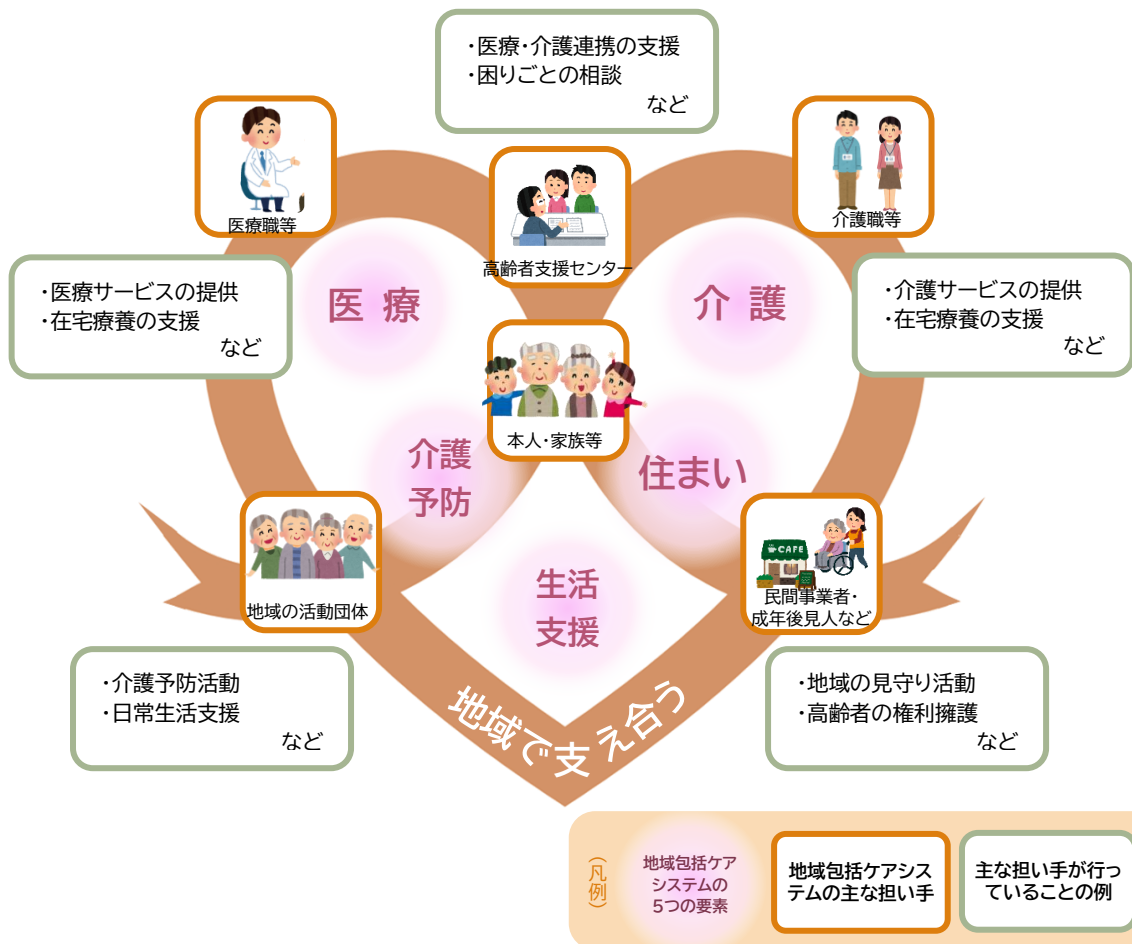 ・医療・介護連携の支援
・困りごとの相談
など
医療職等
高齢者支援センター
介護職等
・医療サービスの提供
・在宅療養の支援
など
医療
介護
・介護サービスの提供
・在宅療養の支援
など
本人・家族等
介護
予防
住まい
地域の活動団体
生活
支援
CAFE
民間事業者・
成年後見人など
・介護予防活動
・日常生活支援
など
地域で支え合う
・地域の見守り活動
・高齢者の権利擁護
など
（凡例）
地域包括ケア
システムの
5つの要素
地域包括ケアシス
テムの主な担い手
主な担い手が行っ
ていることの例